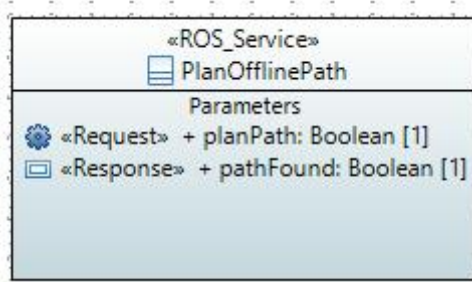 «ROS_Service»
PlanOfflinePath
Parameters
«Request» + planPath: Boolean [1]
«Response» + pathFound: Boolean [1]